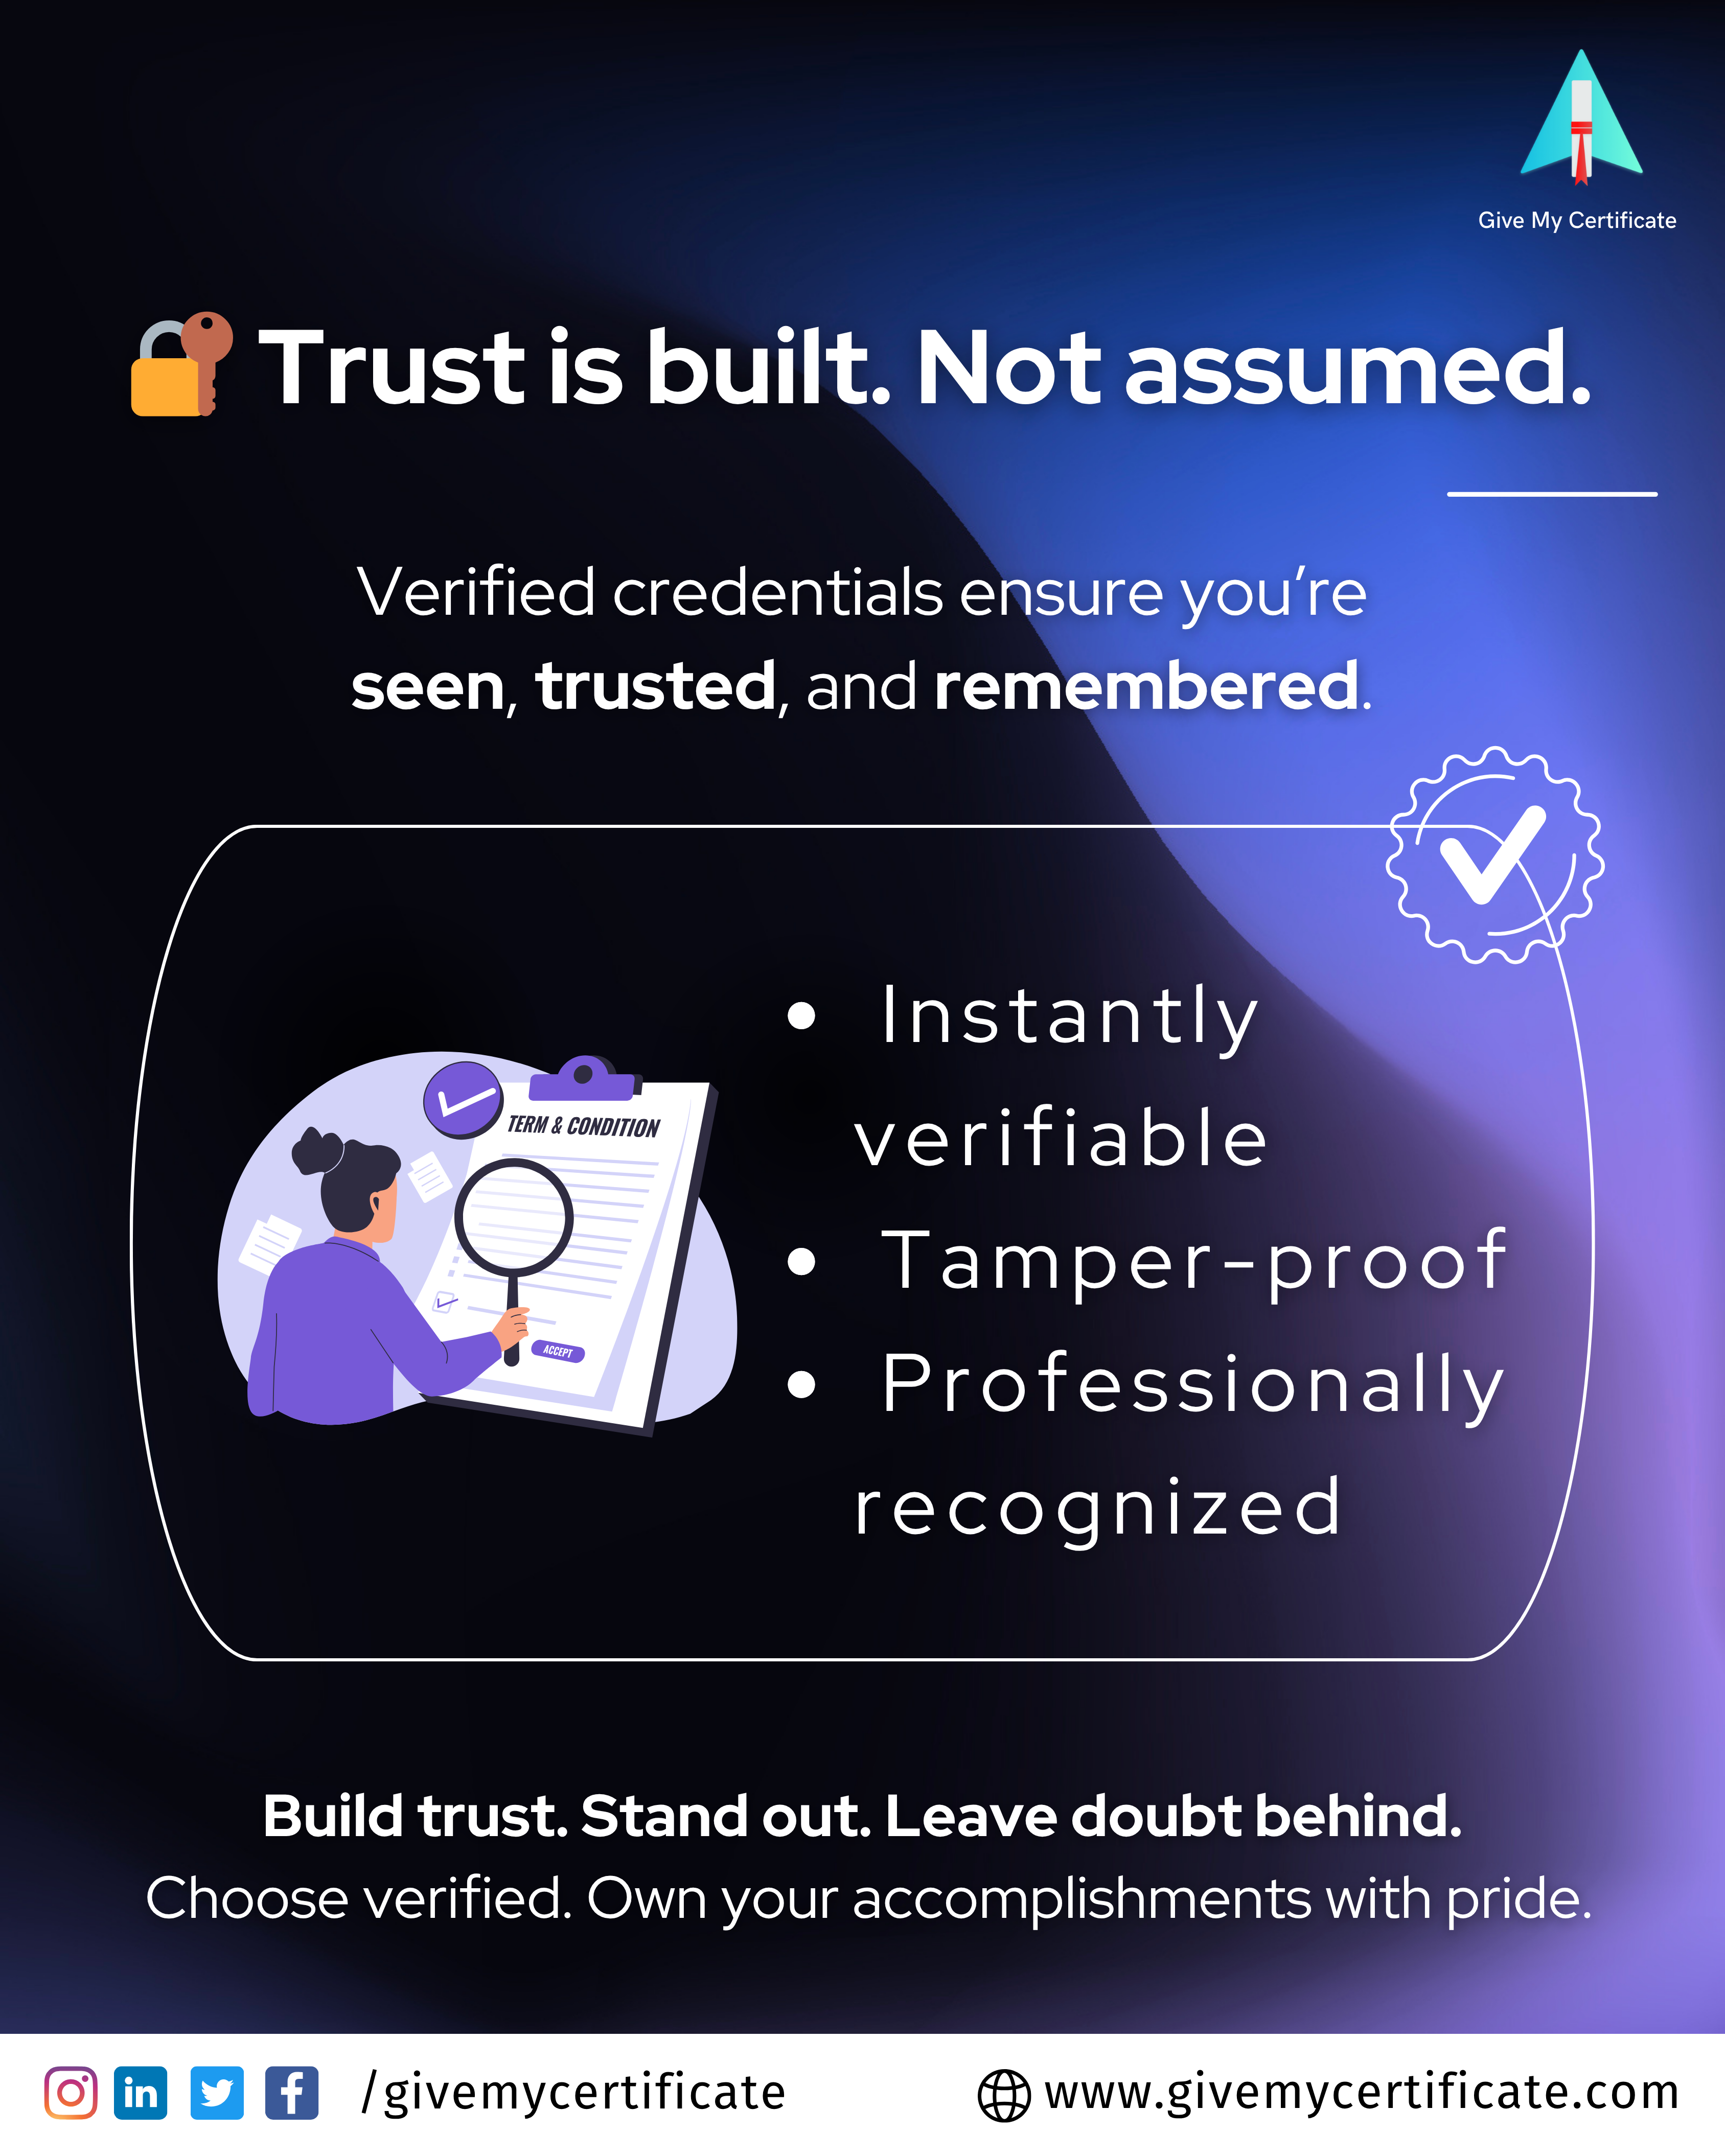 Give My Certificate
🔐 Trust is built. Not assumed.
Verified credentials ensure you’re
seen, trusted, and remembered.
TERM & CONDITION
ACCEPT
• Instantly
verifiable
• Tamper-proof
• Professionally
recognized
Build trust. Stand out. Leave doubt behind.
Choose verified. Own your accomplishments with pride.
/givemycertificate
www.givemycertificate.com